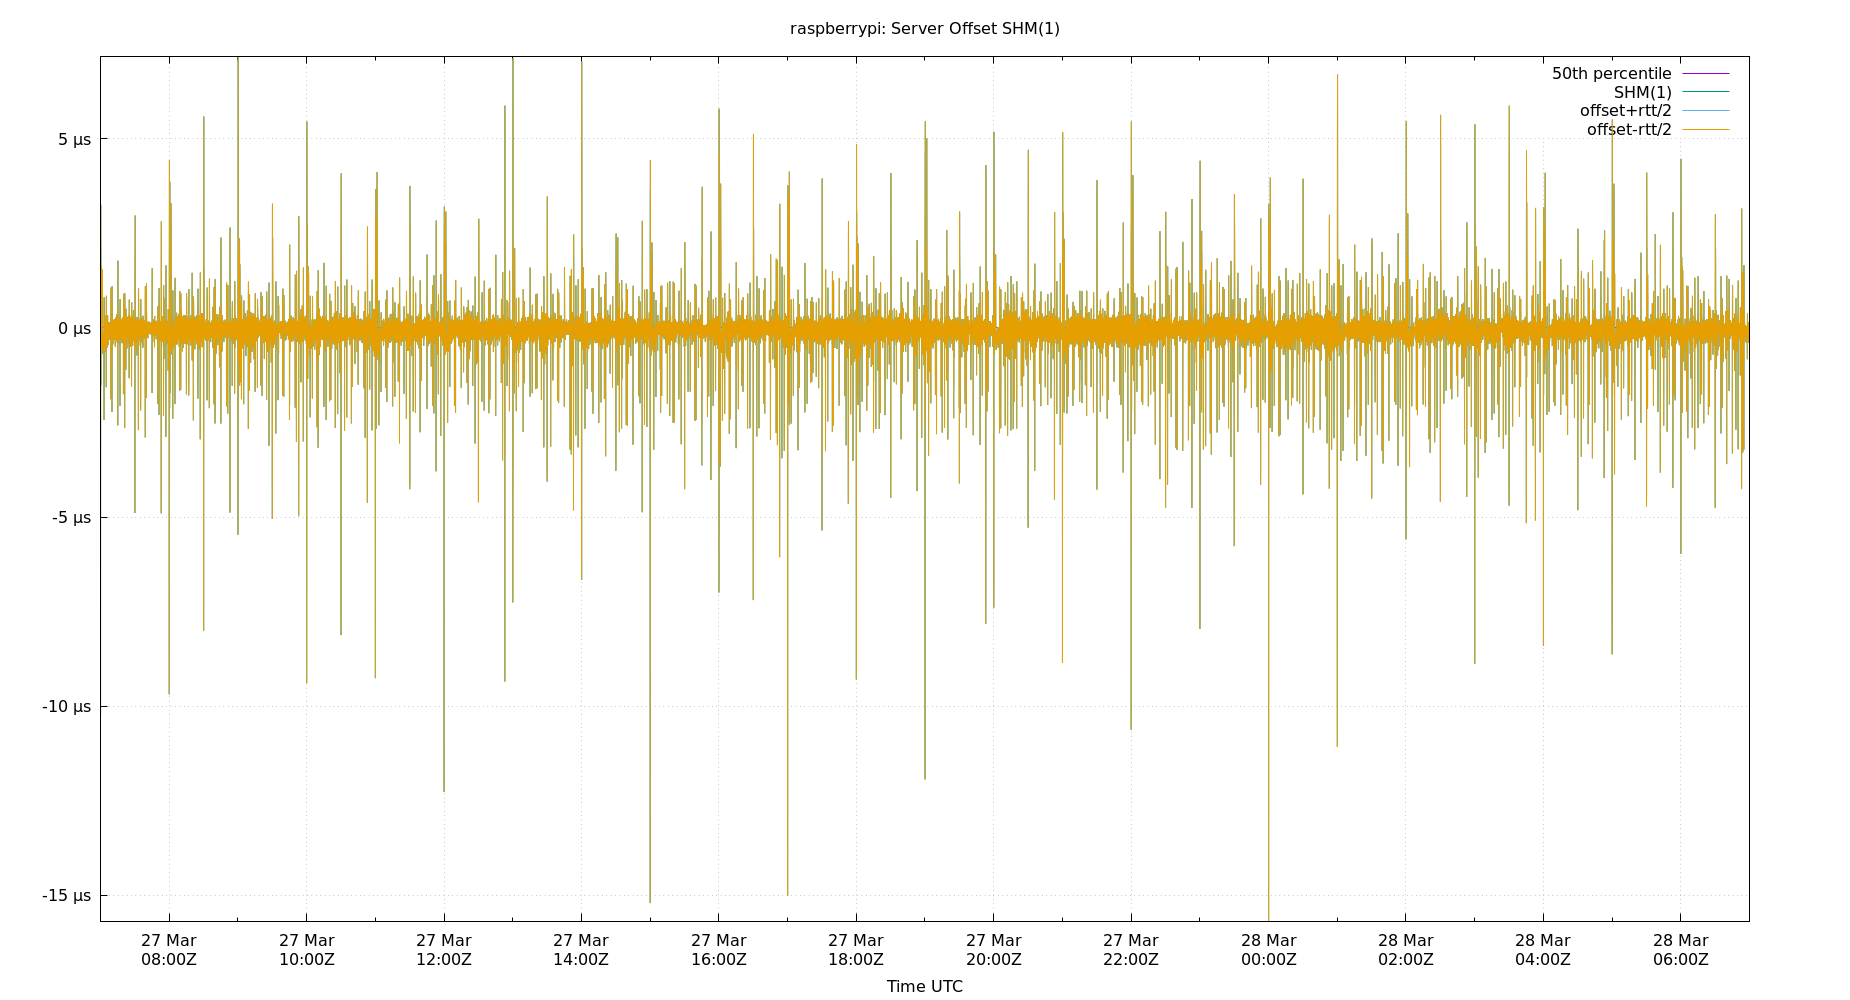 raspberrypi: Server Offset SHM(1)
50th percentile
SHM(1)
offset+rtt/2
offset-rtt/2
5 µs
0 µs
-5 µs
-10 µs
-15 µs
27 Mar 27 Mar 27 Mar 27 Mar 27 Mar 27 Mar 27 Mar 27 Mar 28 Mar 28 Mar 28 Mar 28 Mar
08:00Z 10:00Z 12:00Z 14:00Z 16:00Z 18:00Z 20:00Z 22:00Z 00:00Z 02:00Z 04:00Z 06:00Z
Time UTC